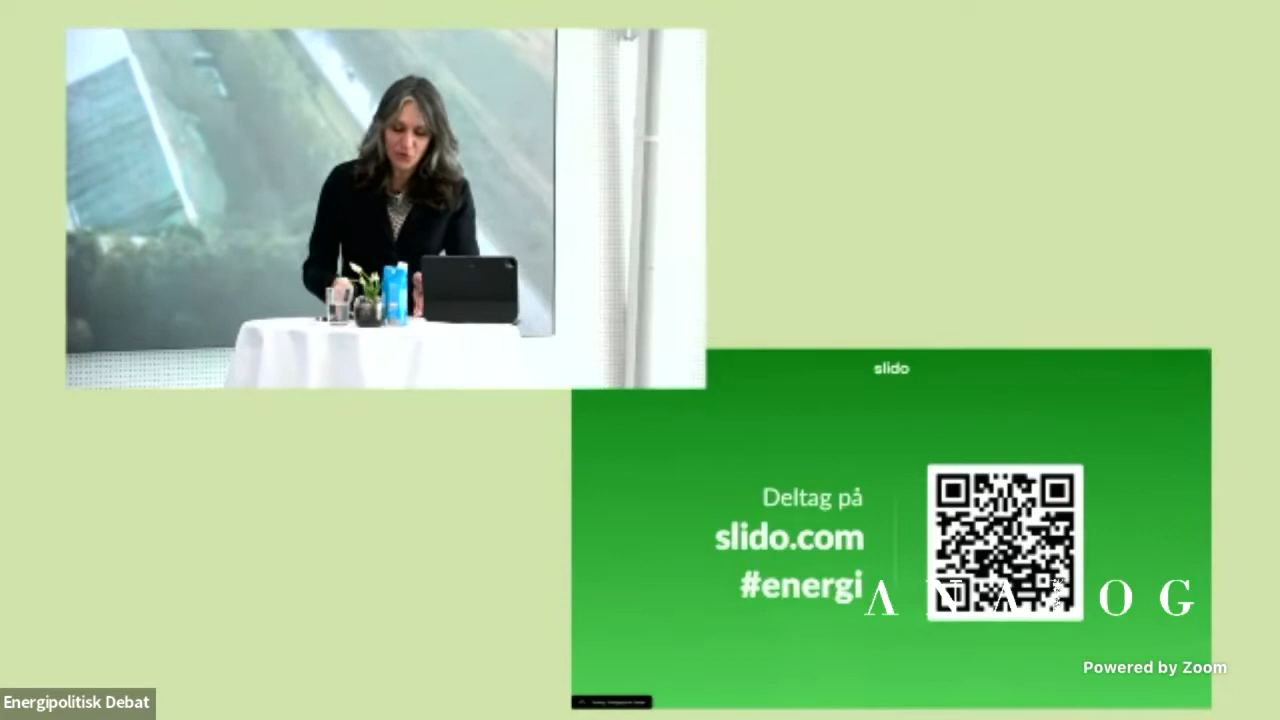 slido
Deltag på
slido.com
#energi
ANALOG
Powered by Zoom
Energipolitisk Debat